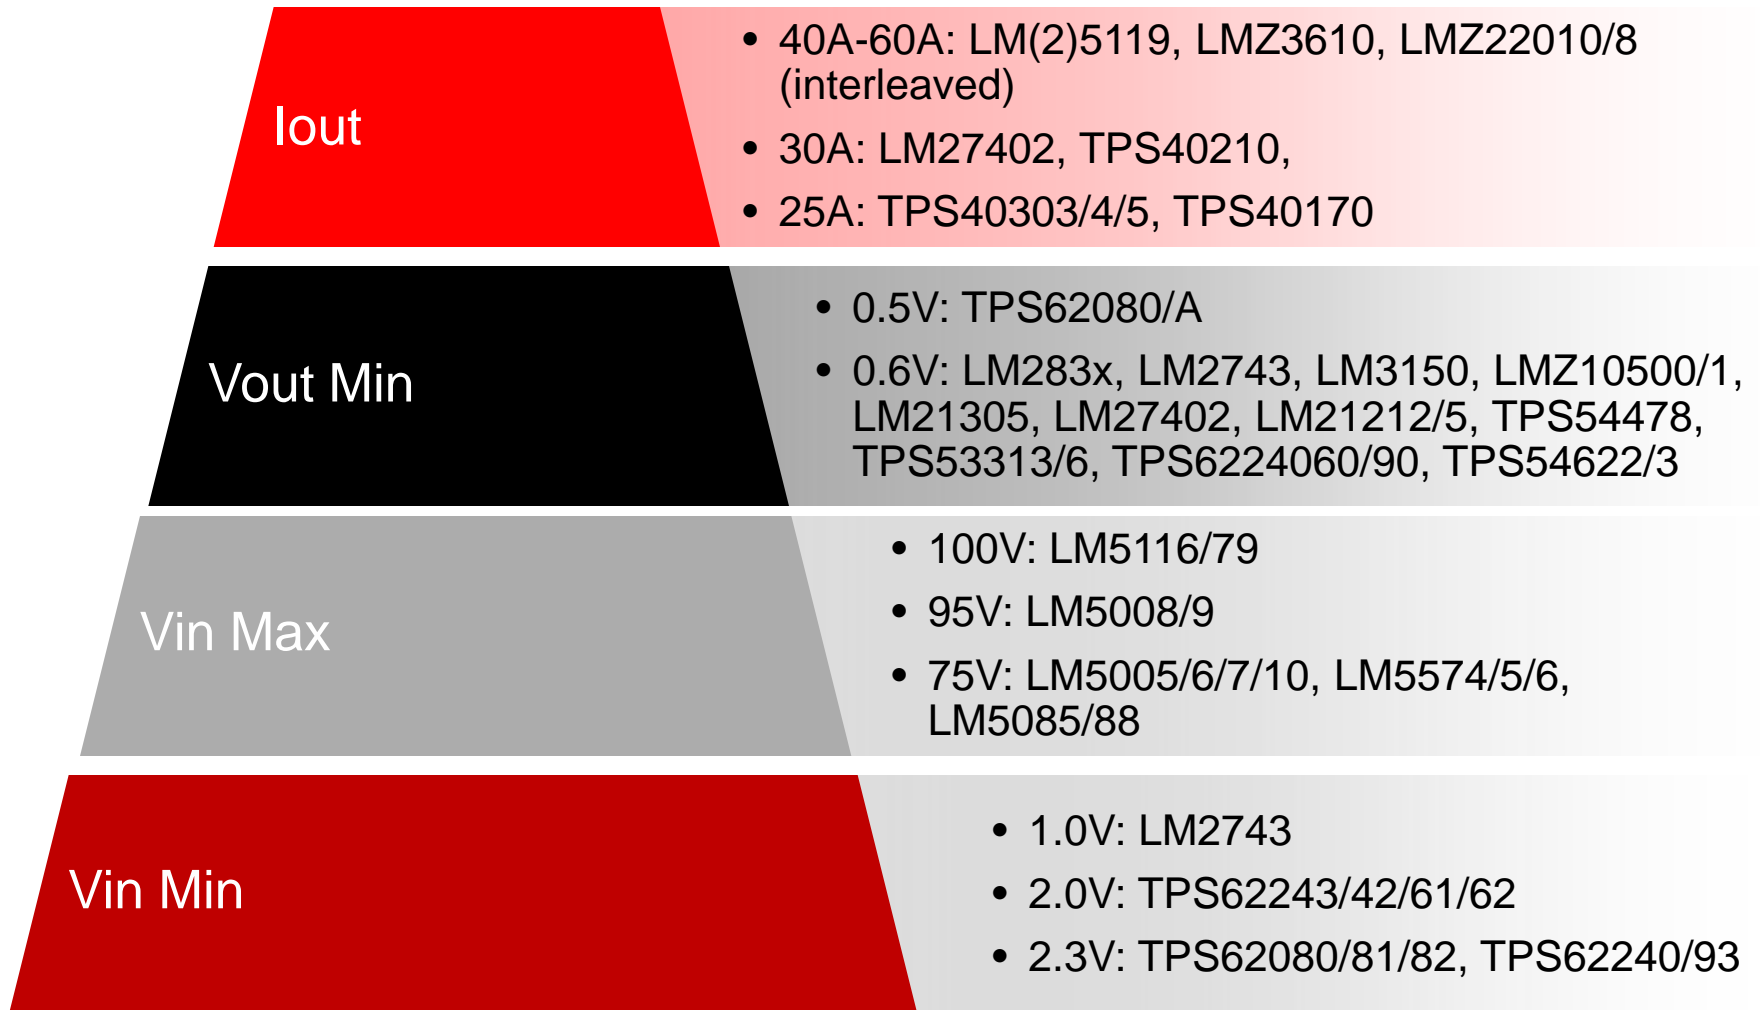 Iout
• 40A-60A: LM(2)5119, LMZ3610, LMZ22010/8
(interleaved)
• 30A: LM27402, TPS40210,
• 25A: TPS40303/4/5, TPS40170
Vout Min
• 0.5V: TPS62080/A
• 0.6V: LM283x, LM2743, LM3150, LMZ10500/1,
LM21305, LM27402, LM21212/5, TPS54478,
TPS53313/6, TPS6224060/90, TPS54622/3
Vin Max
• 100V: LM5116/79
• 95V: LM5008/9
• 75V: LM5005/6/7/10, LM5574/5/6,
LM5085/88
Vin Min
• 1.0V: LM2743
• 2.0V: TPS62243/42/61/62
• 2.3V: TPS62080/81/82, TPS62240/93